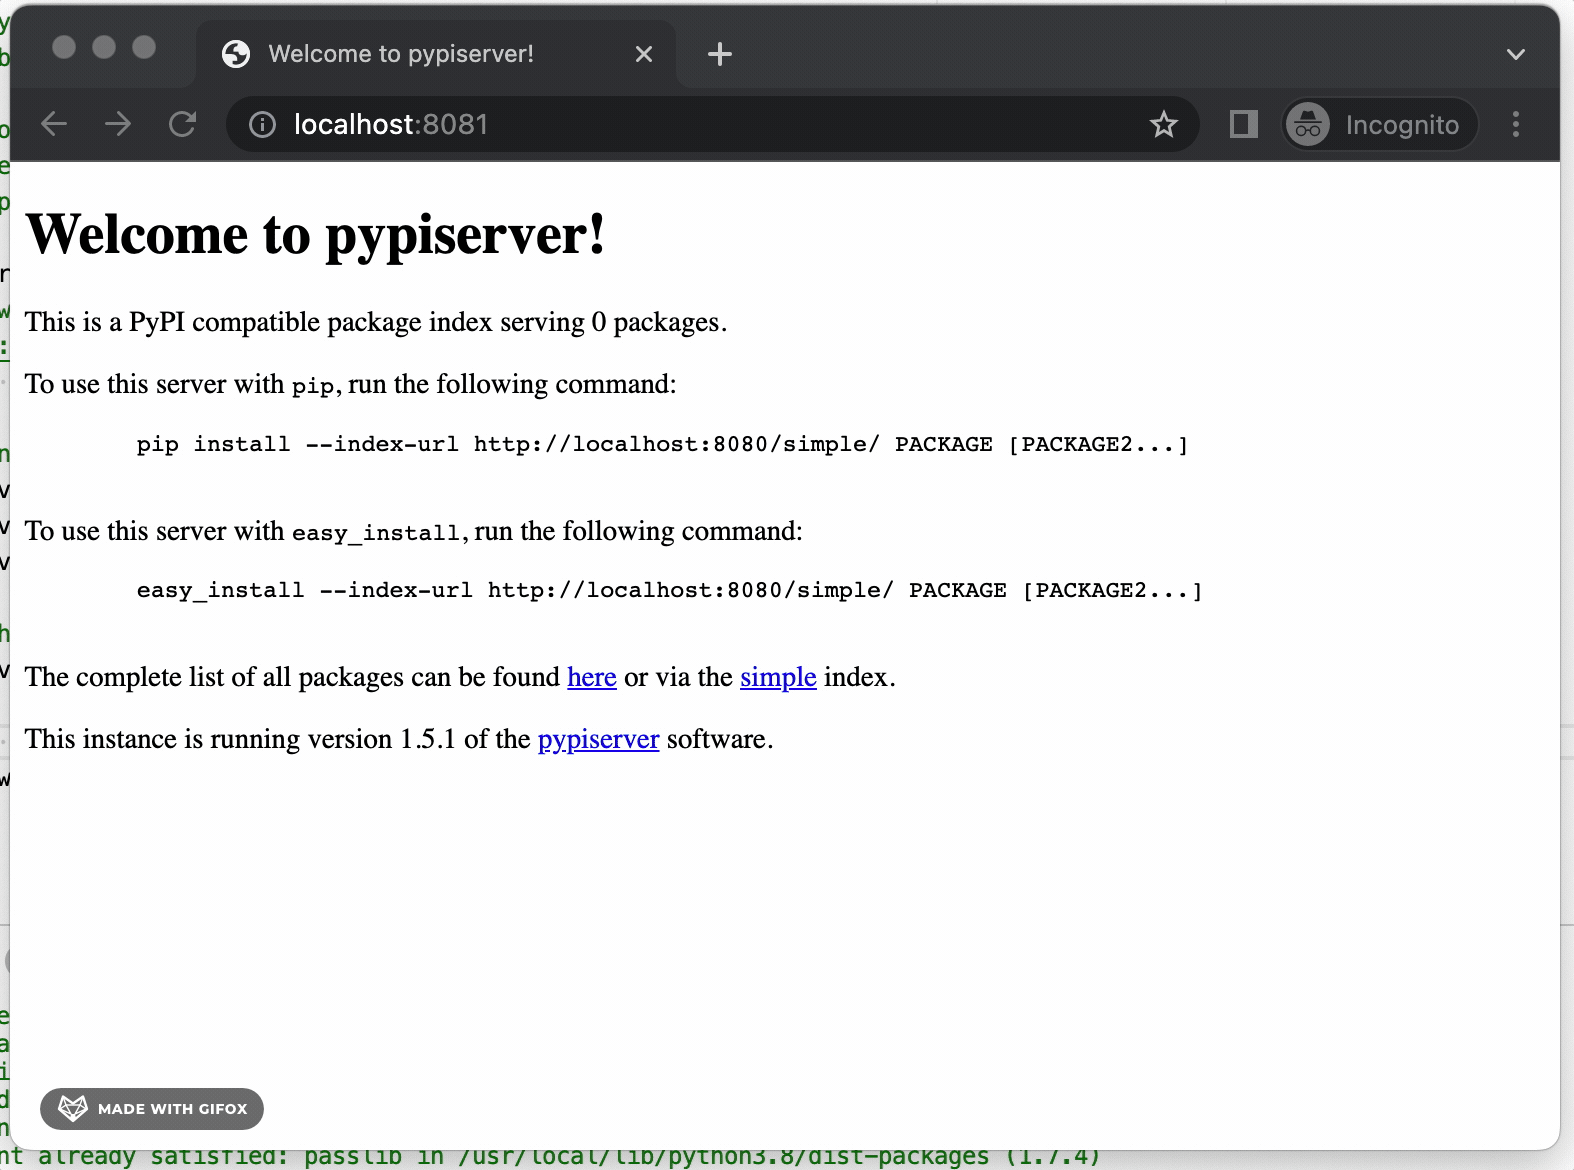 Welcome to pypiserver!
localhost:8081
Incognito
Welcome to pypiserver!
This is a PyPI compatible package index serving 0 packages.
To use this server with pip, run the following command:
pip install --index-url http://localhost:8080/simple/ PACKAGE [PACKAGE2...]
To use this server with easy_install, run the following command:
easy_install --index-url http://localhost:8080/simple/ PACKAGE [PACKAGE2...]
The complete list of all packages can be found here or via the simple index.
This instance is running version 1.5.1 of the pypiserver software.
MADE WITH GIFOX
already satisfied: passlib in /usr/local/lib/python3.8/dist-packages (1.7.4)